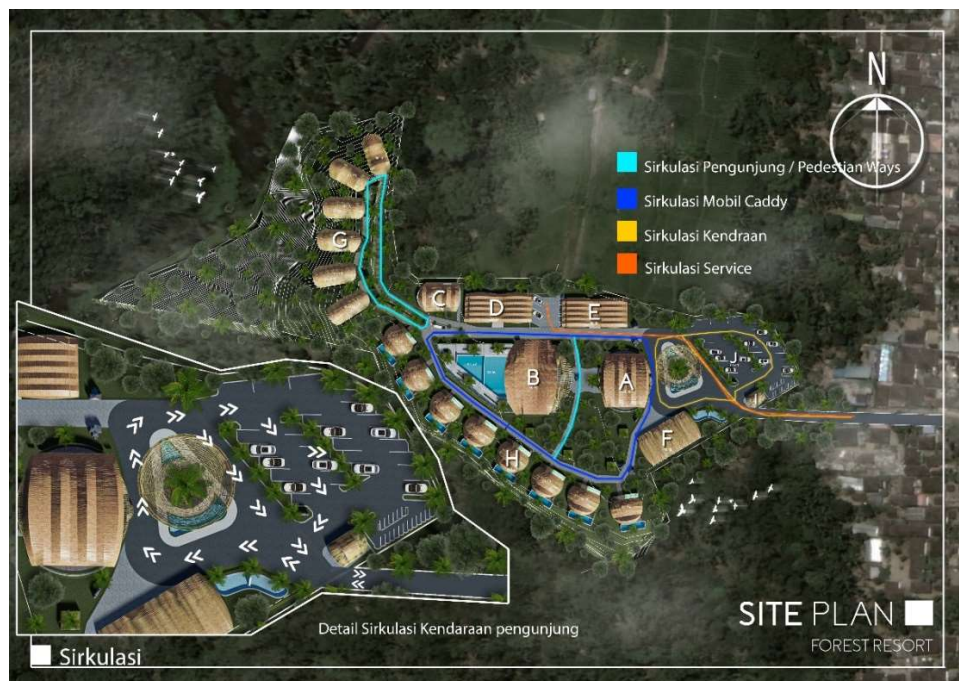 N
Sirkulasi Pengunjung / Pedestian Ways
Sirkulasi Mobil Caddy
Sirkulasi Kendraan
Sirkulasi Service
G
C
D
E
B
A
J
F
H
SITE PLAN
FOREST RESORT
Detail Sirkulasi Kendaraan pengunjung
Sirkulasi